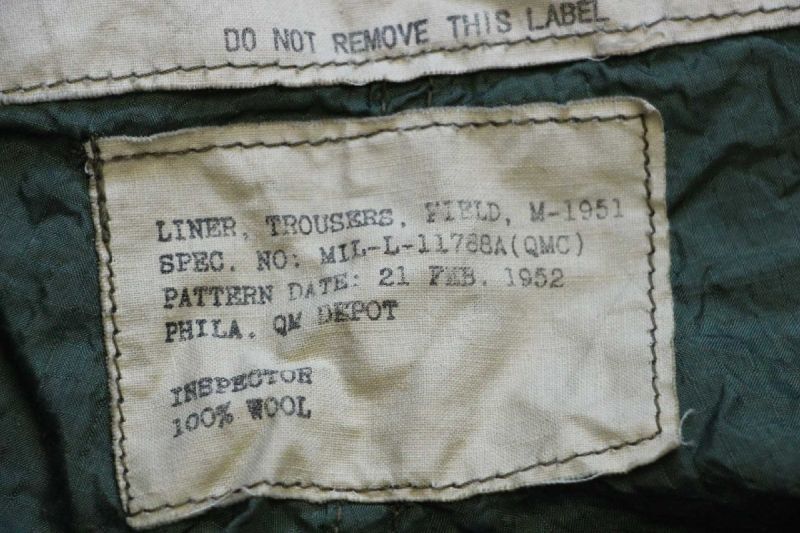 DO NOT REMOVE THIS LABEL
LINER, TROUSERS, FIELD, M-1951
SPEC. NO: MIL-L-11788A(QMC)
PATTERN DATE: 21 FEB. 1952
PHILA. QM DEPOT
INSPECTOR
100% WOOL